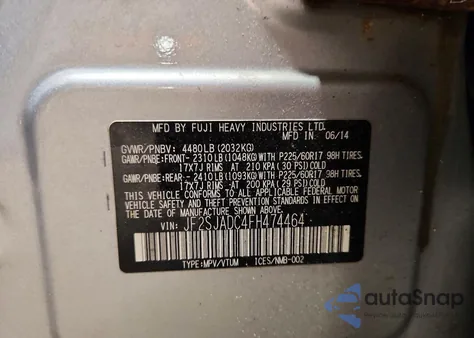 MFD BY FUJI HEAVY INDUSTRIES LTD.
MFD IN 06/14
GVWR/PNBV: 4480LB(2032KG)
GAWR/PNBE:FRONT- 2310LB(1048KG)WITH P225/60R17 98H TIRES.
17X7J RIMS AT 210 KPA (30 PSI) COLD
GAWR/PNBE:REAR- 2410LB(1093KG)WITH P225/60R17 98H TIRES.
17X7J RIMS AT 200 KPA (29 PSI) COLD
THIS VEHICLE CONFORMS TO ALL APPLICABLE FEDERAL MOTOR
VEHICLE SAFETY BUMPER, AND THEFT PREVENTION STANDARDS
IN EFFECT ON THE DATE OF MANUFACTURE SHOWN ABOVE.
VIN: JF2SJADC4FH474464
TYPE:MPV/VTUM ICES/NMB-002
autoSnap